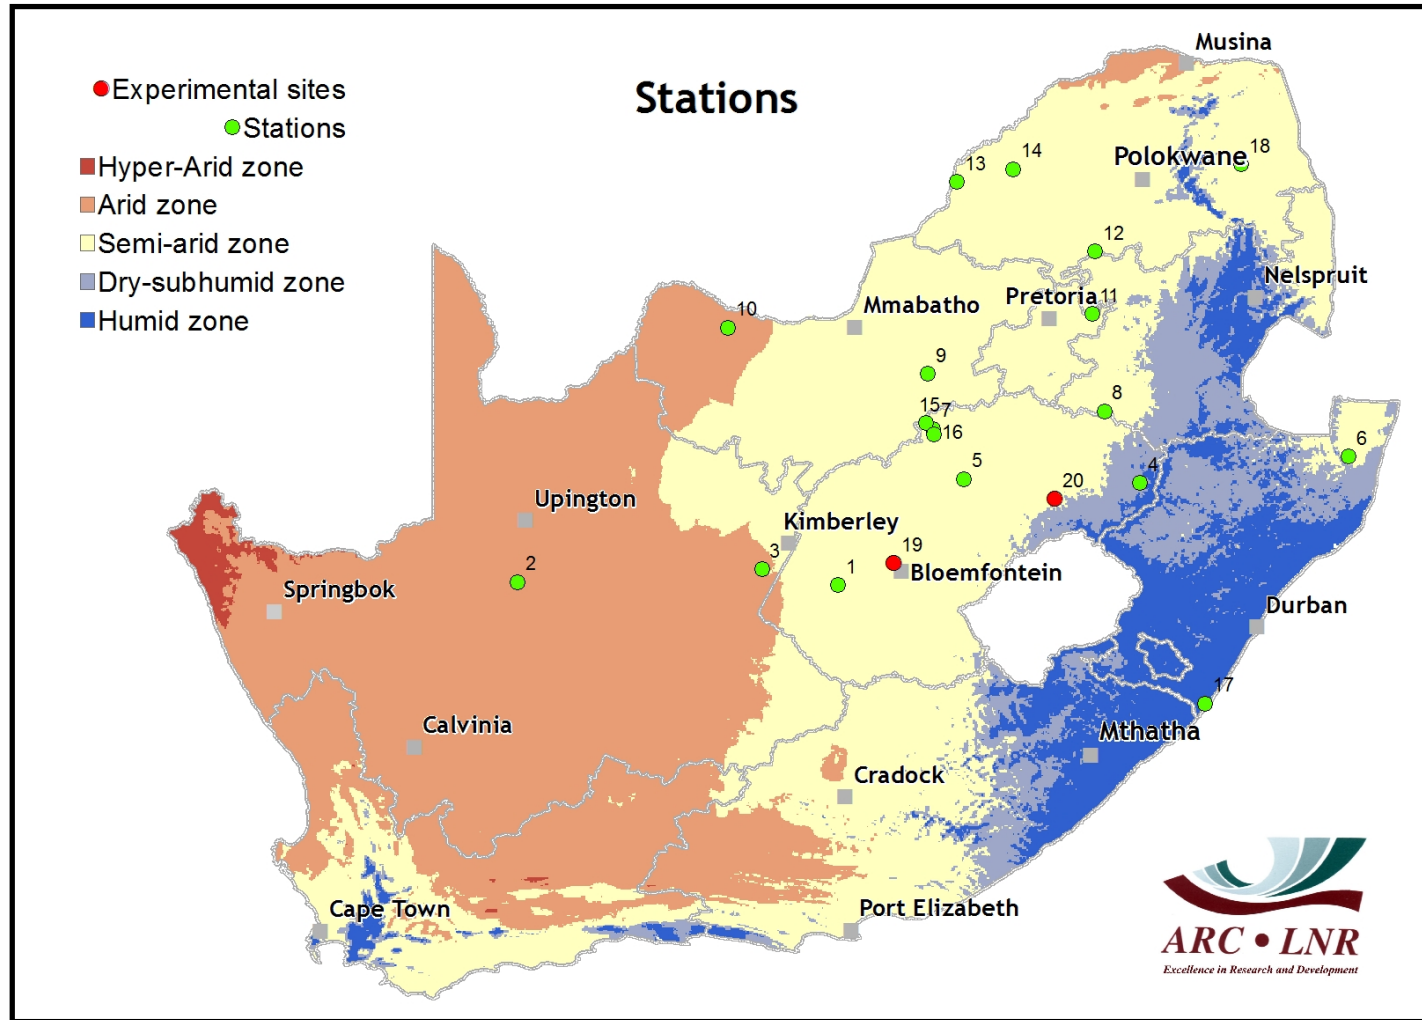 Stations
Experimental sites
Stations
Hyper-Arid zone
Arid zone
Semi-arid zone
Dry-subhumid zone
Humid zone
Musina
13
14
Polokwane
18
12
Nelspruit
Pretoria
11
10
Mmabatho
9
15
7
16
8
6
5
4
20
Upington
Kimberley
19
3
1
Bloemfontein
2
Springbok
Durban
17
Calvinia
Mthatha
Cradock
Cape Town
Port Elizabeth
ARC • LNR
Excellence in Research and Development